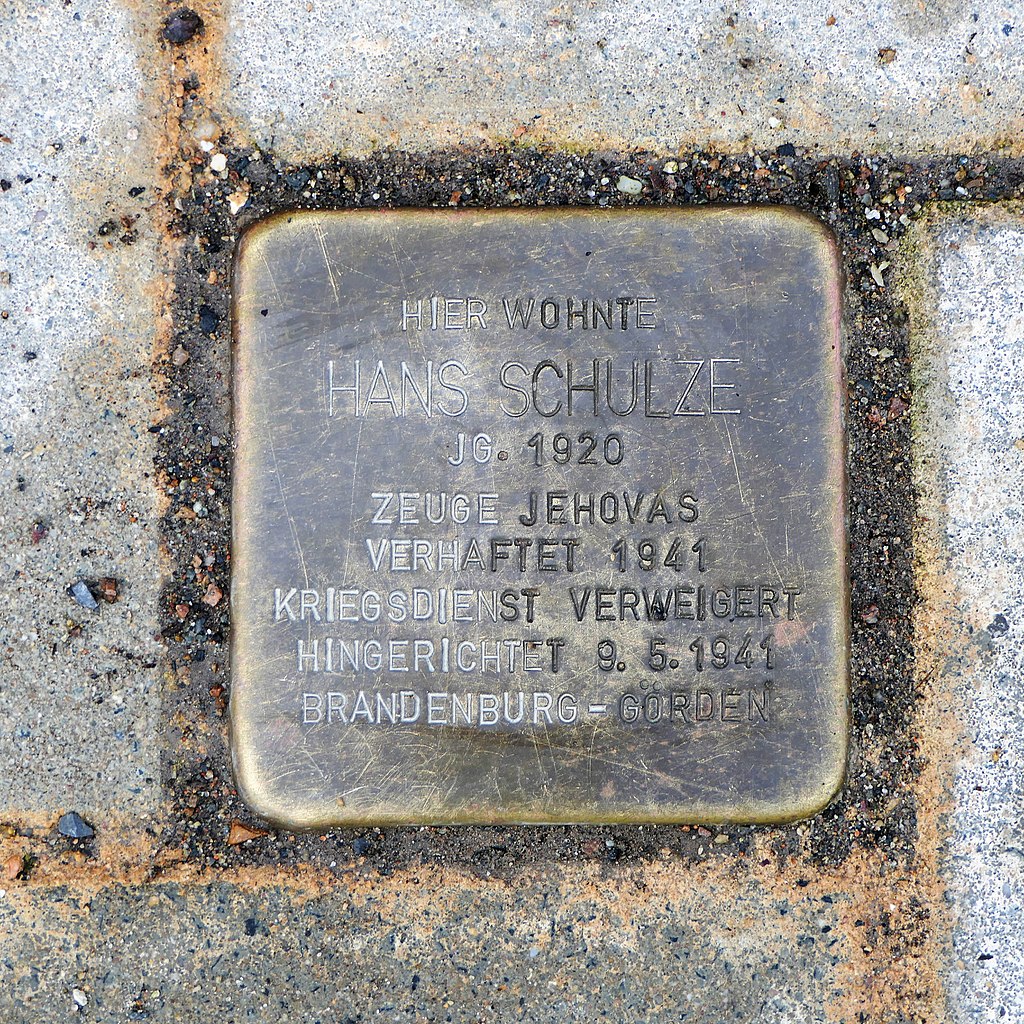 HIER WOHNTE
HANS SCHULZE
JG. 1920
ZEUGE JEHOVAS
VERHAFTET 1941
KRIEGSDIENST VERWEIGERT
HINGERICHTET 9. 5. 1941
BRANDENBURG - GÖRDEN